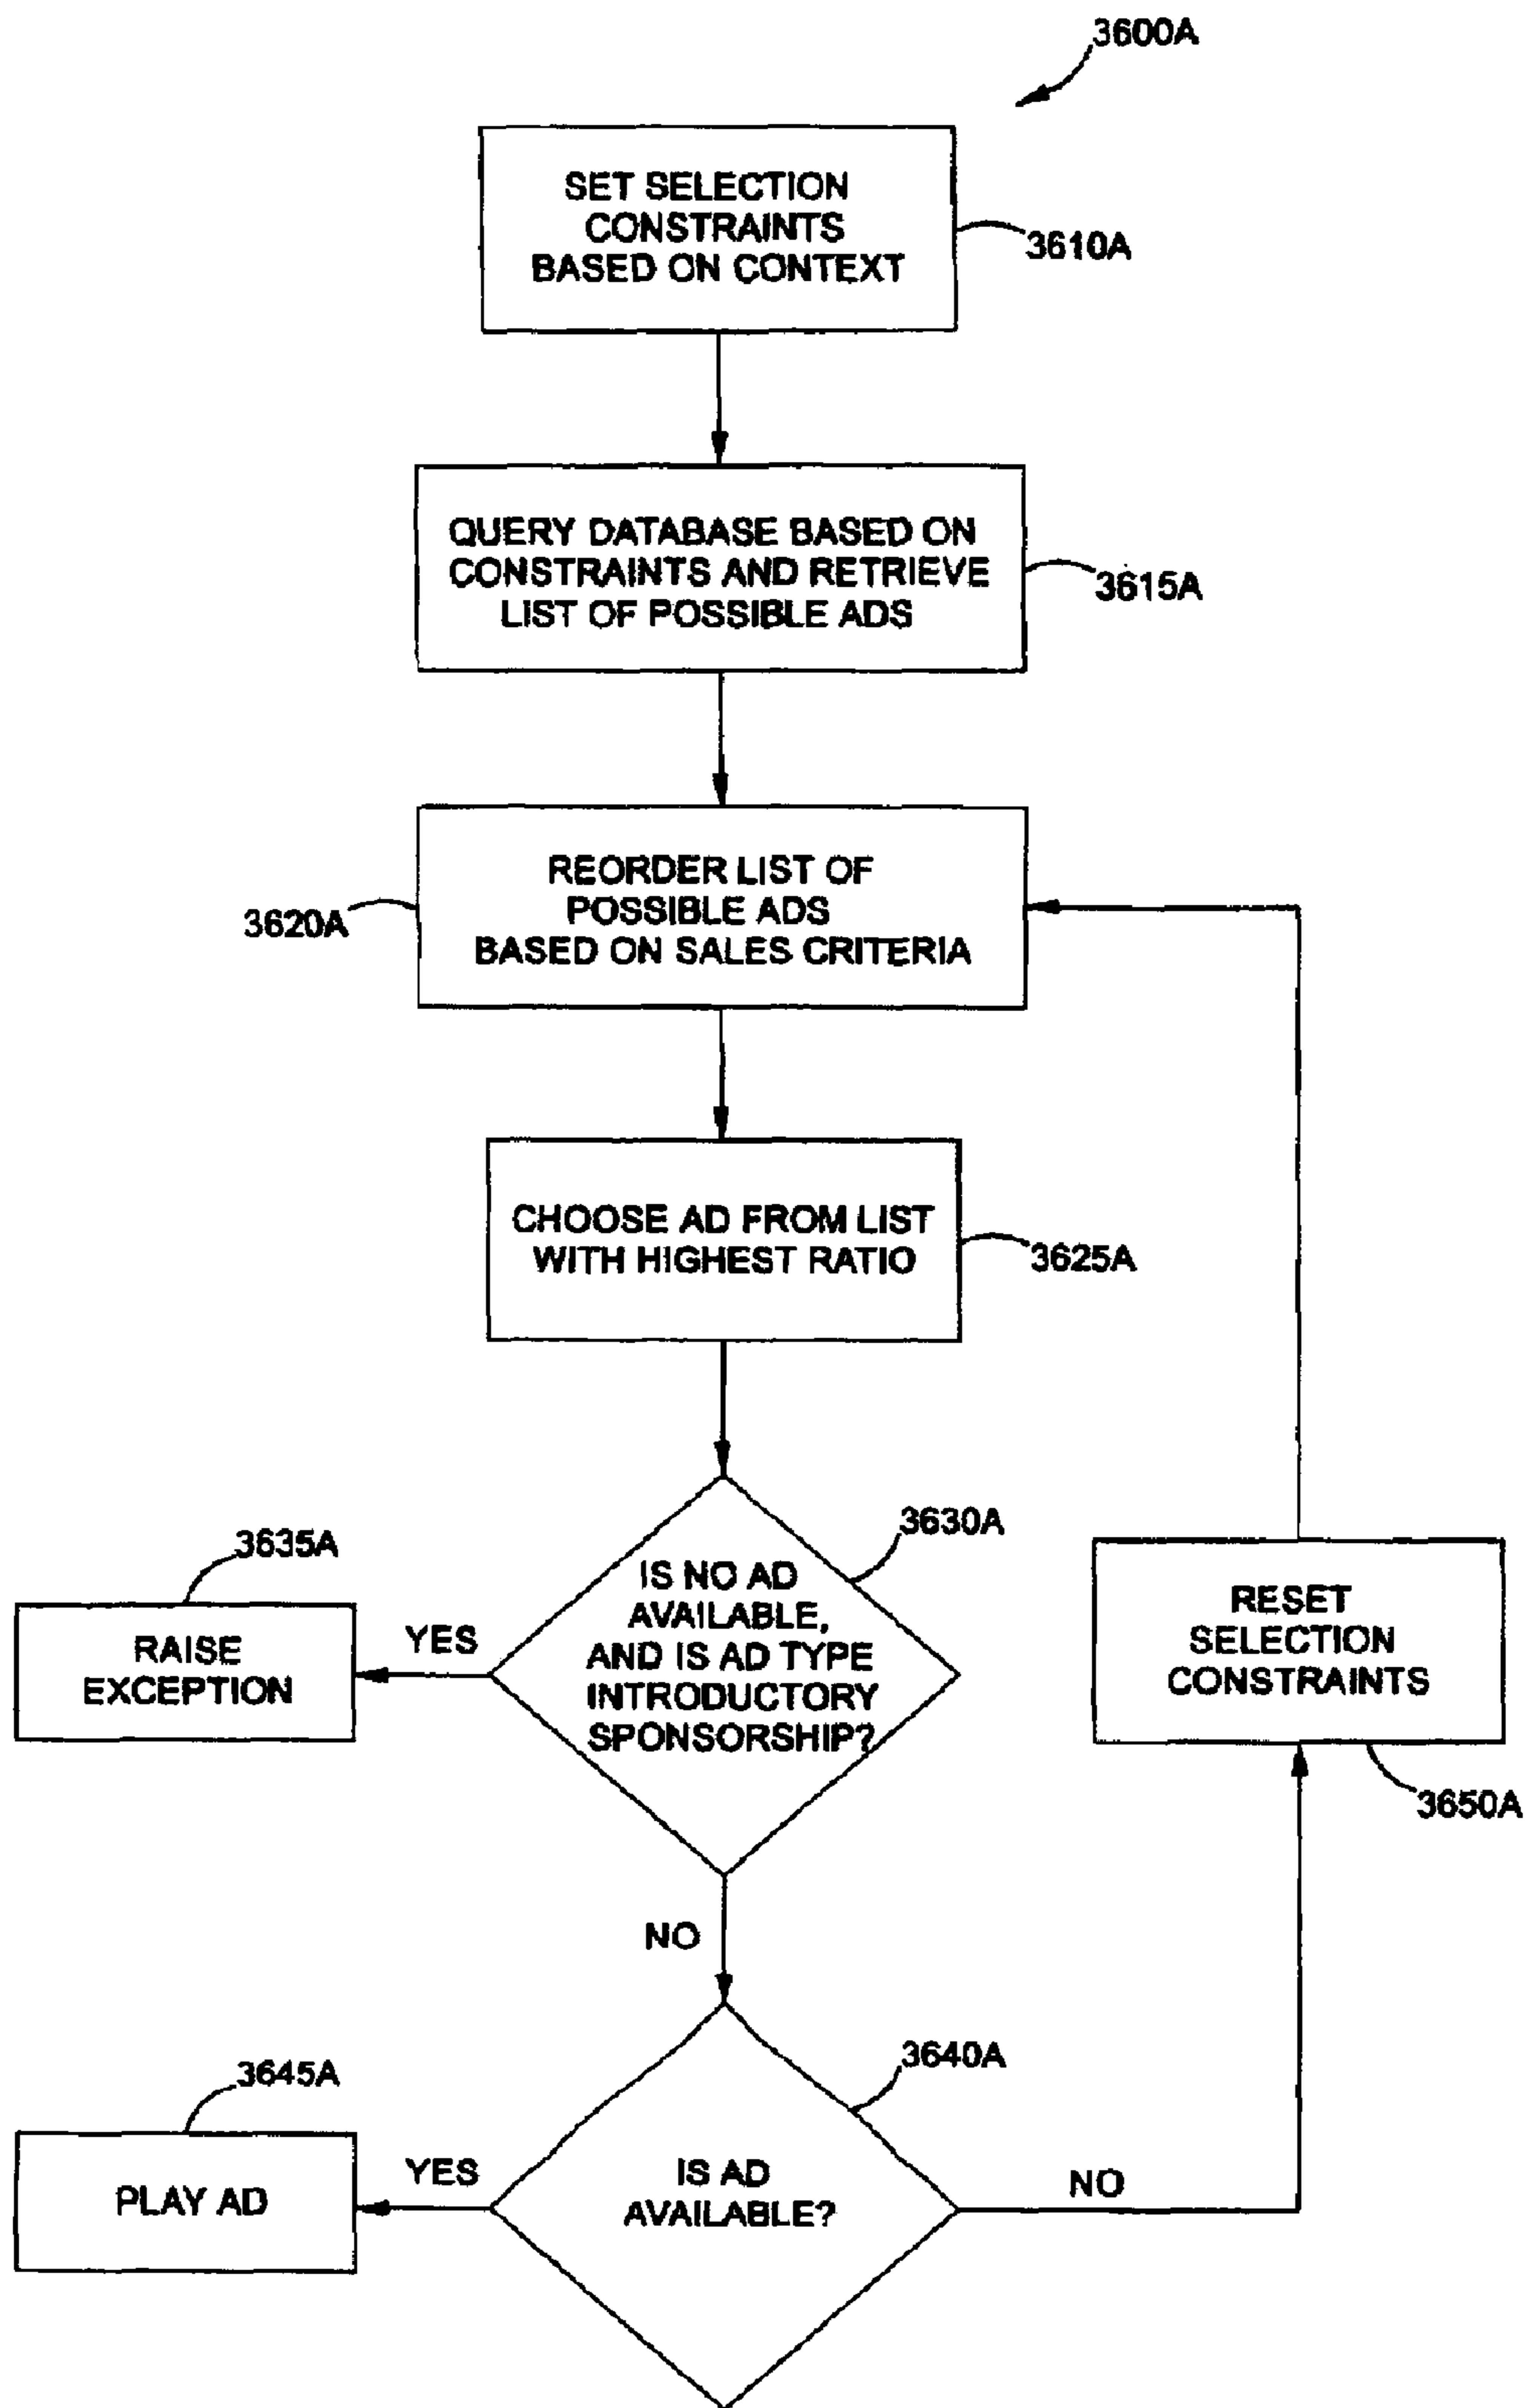 3600A
SET SELECTION
CONSTRAINTS
BASED ON CONTEXT
3610A
QUERY DATABASE BASED ON
CONSTRAINTS AND RETRIEVE
LIST OF POSSIBLE ADS
3615A
REORDER LIST OF
POSSIBLE ADS
BASED ON SALES CRITERIA
3620A
CHOOSE AD FROM LIST
WITH HIGHEST RATIO
3625A
3630A
IS NO AD
AVAILABLE,
AND IS AD TYPE
INTRODUCTORY
SPONSORSHIP?
3635A
YES
RAISE
EXCEPTION
RESET
SELECTION
CONSTRAINTS
3650A
NO
3640A
IS AD
AVAILABLE?
3645A
YES
PLAY AD
NO